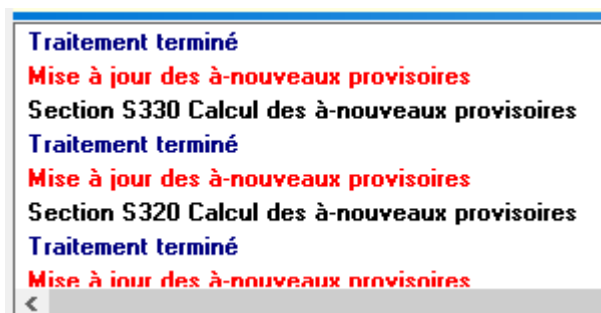 Traitement terminé
Mise à jour des à-nouveaux provisoires
Section S330 Calcul des à-nouveaux provisoires
Traitement terminé
Mise à jour des à-nouveaux provisoires
Section S320 Calcul des à-nouveaux provisoires
Traitement terminé
Mise à jour des à-nouveaux provisoires